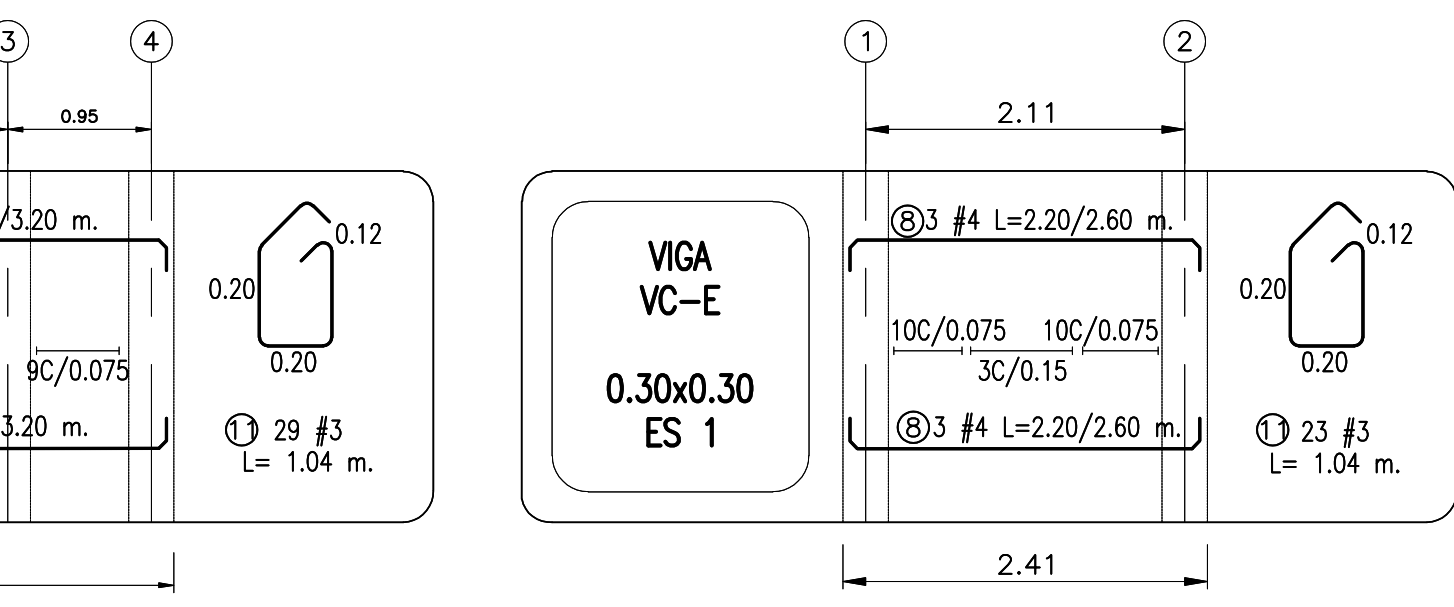 3
4
0.95
/3.20 m.
0.12
0.20
9C/0.075
0.20
3.20 m.
11 29 #3
L= 1.04 m.
1
2
2.11
VIGA
VC-E
0.30x0.30
ES 1
8 3 #4 L=2.20/2.60 m.
10C/0.075 10C/0.075
3C/0.15
8 3 #4 L=2.20/2.60 m.
2.41
0.12
0.20
0.20
11 23 #3
L= 1.04 m.